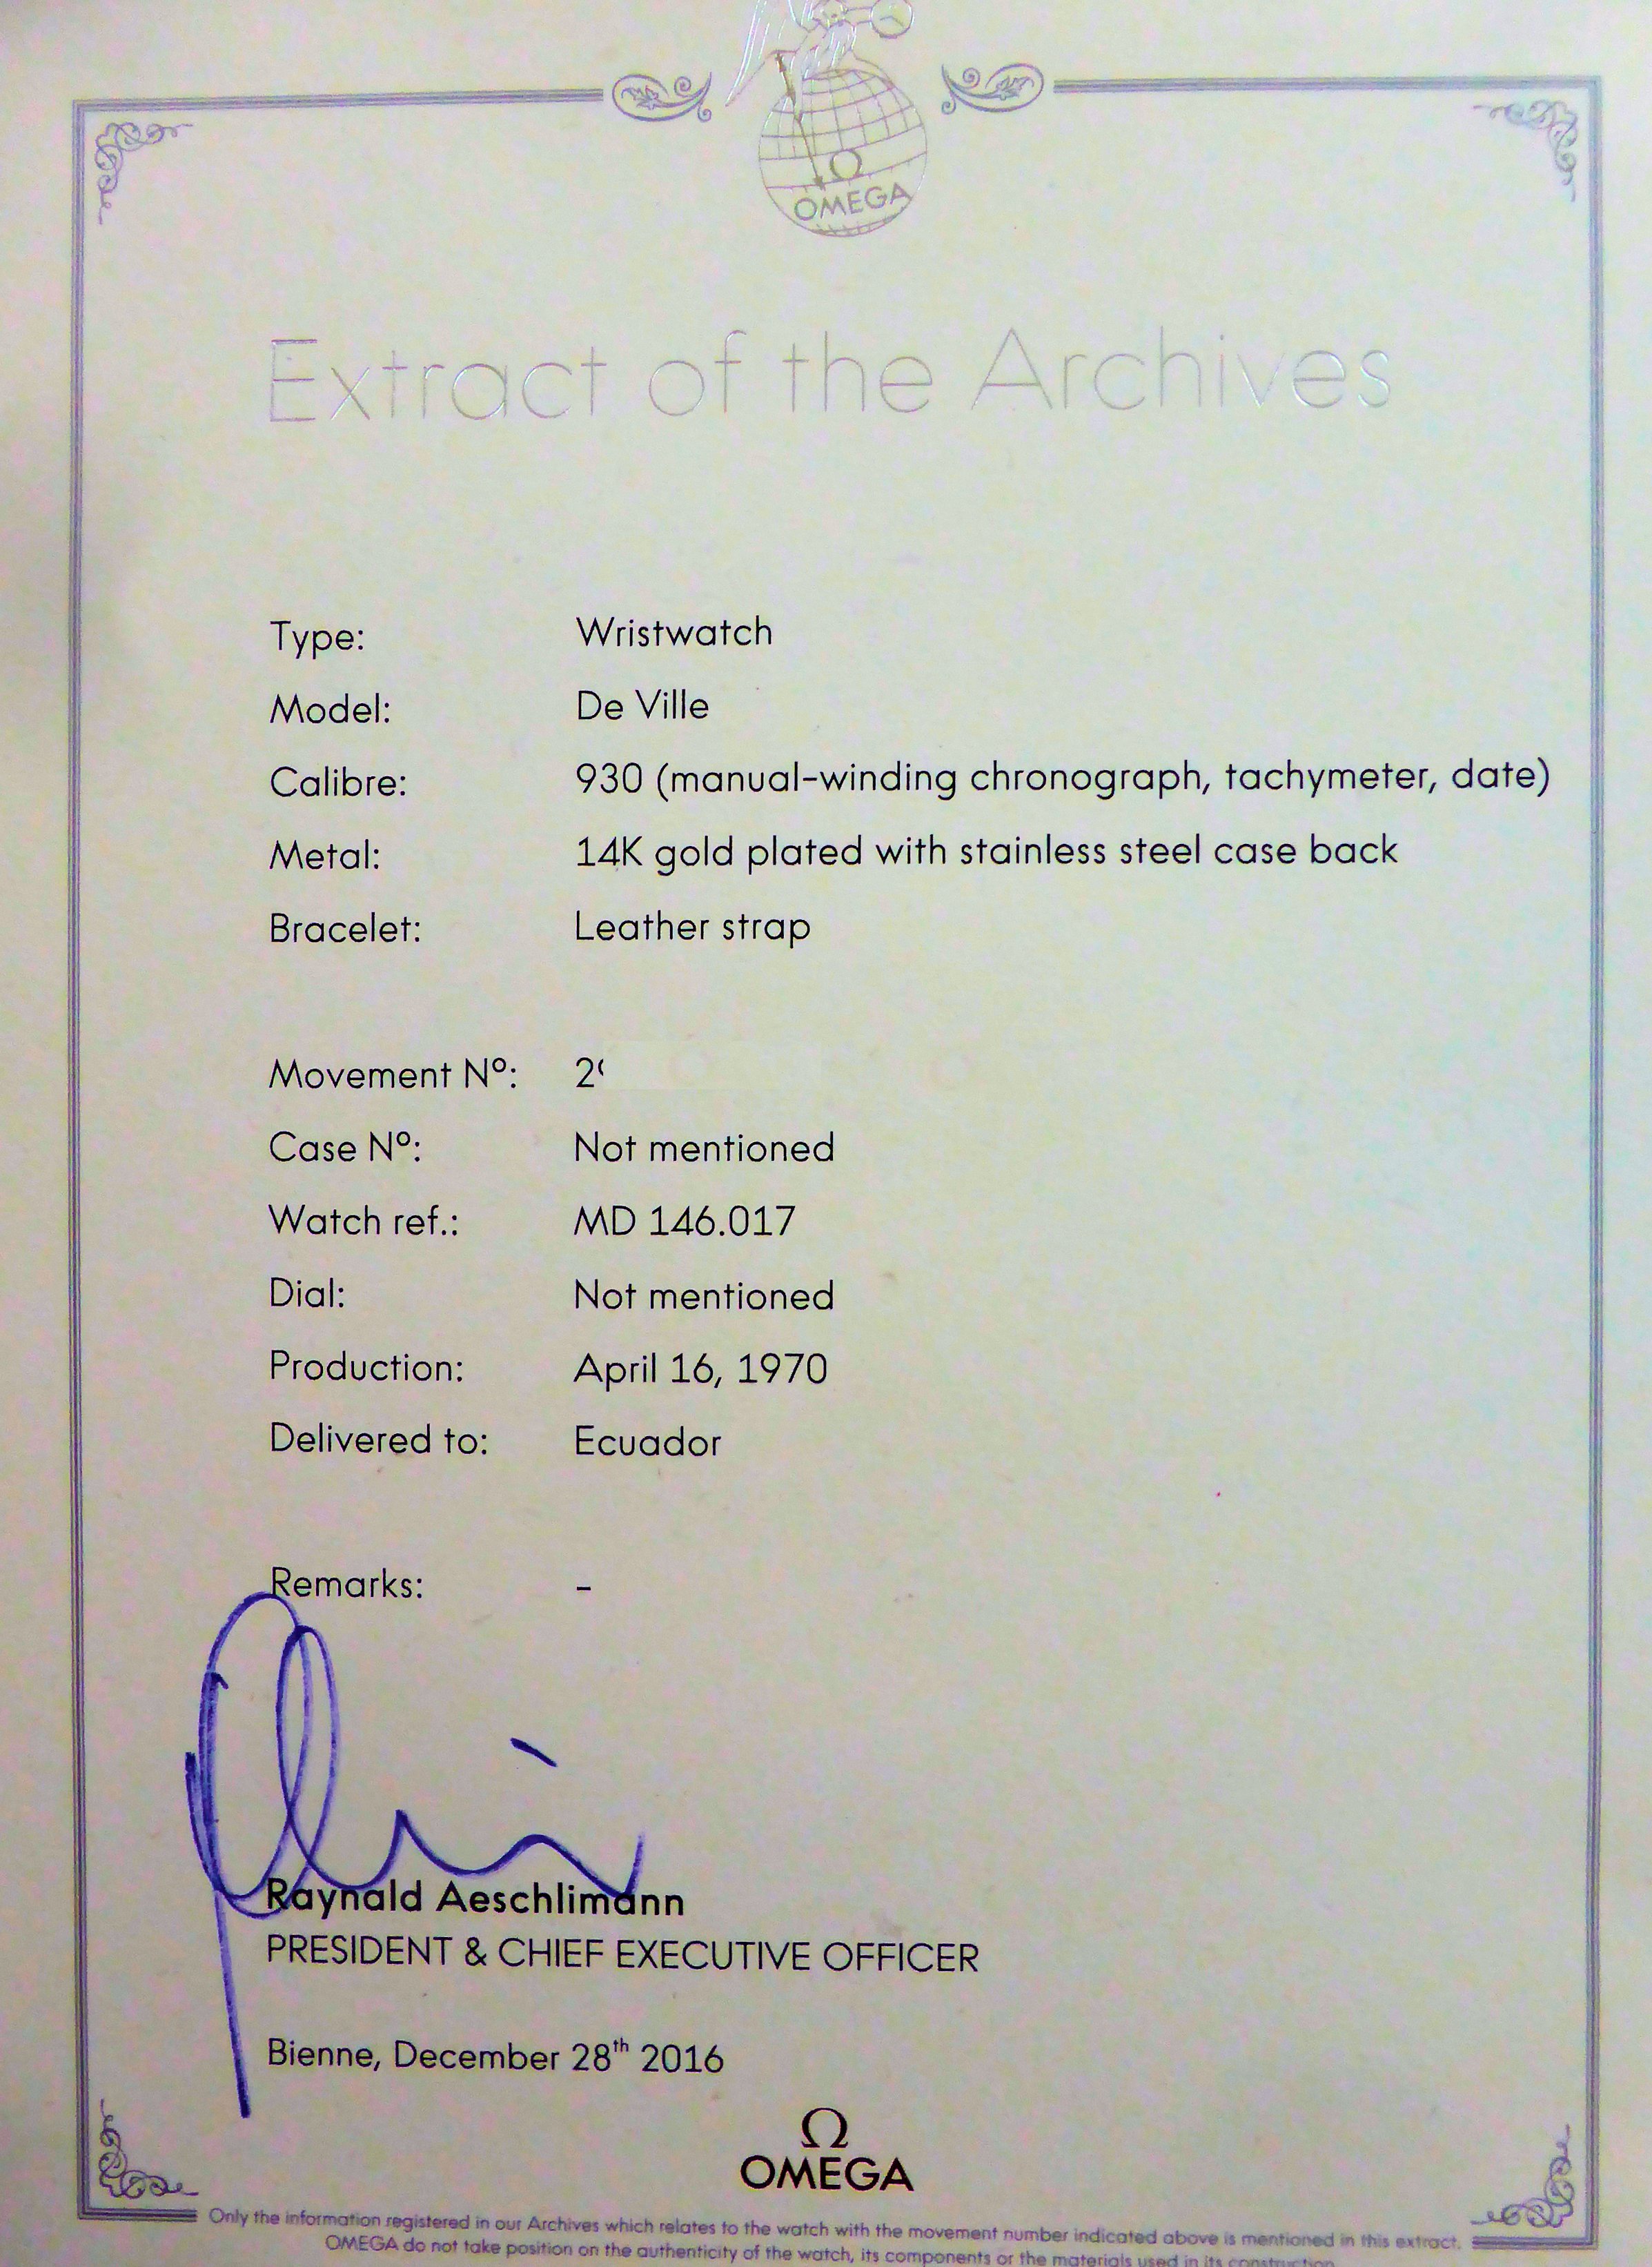 Ω
OMEGA
Extract of the Archives
Type: Wristwatch
Model: De Ville
Calibre: 930 (manual-winding chronograph, tachymeter, date)
Metal: 14K gold plated with stainless steel case back
Bracelet: Leather strap
Movement Nº: 2
Case Nº: Not mentioned
Watch ref.: MD 146.017
Dial: Not mentioned
Production: April 16, 1970
Delivered to: Ecuador
Remarks: -
Raynald Aeschlimann
PRESIDENT & CHIEF EXECUTIVE OFFICER
Bienne, December 28th 2016
Ω
OMEGA
Only the information registered in our Archives which relates to the watch with the movement number indicated above is mentioned in this extract.
OMEGA do not take position on the authenticity of the watch, its components or the materials used in its construction